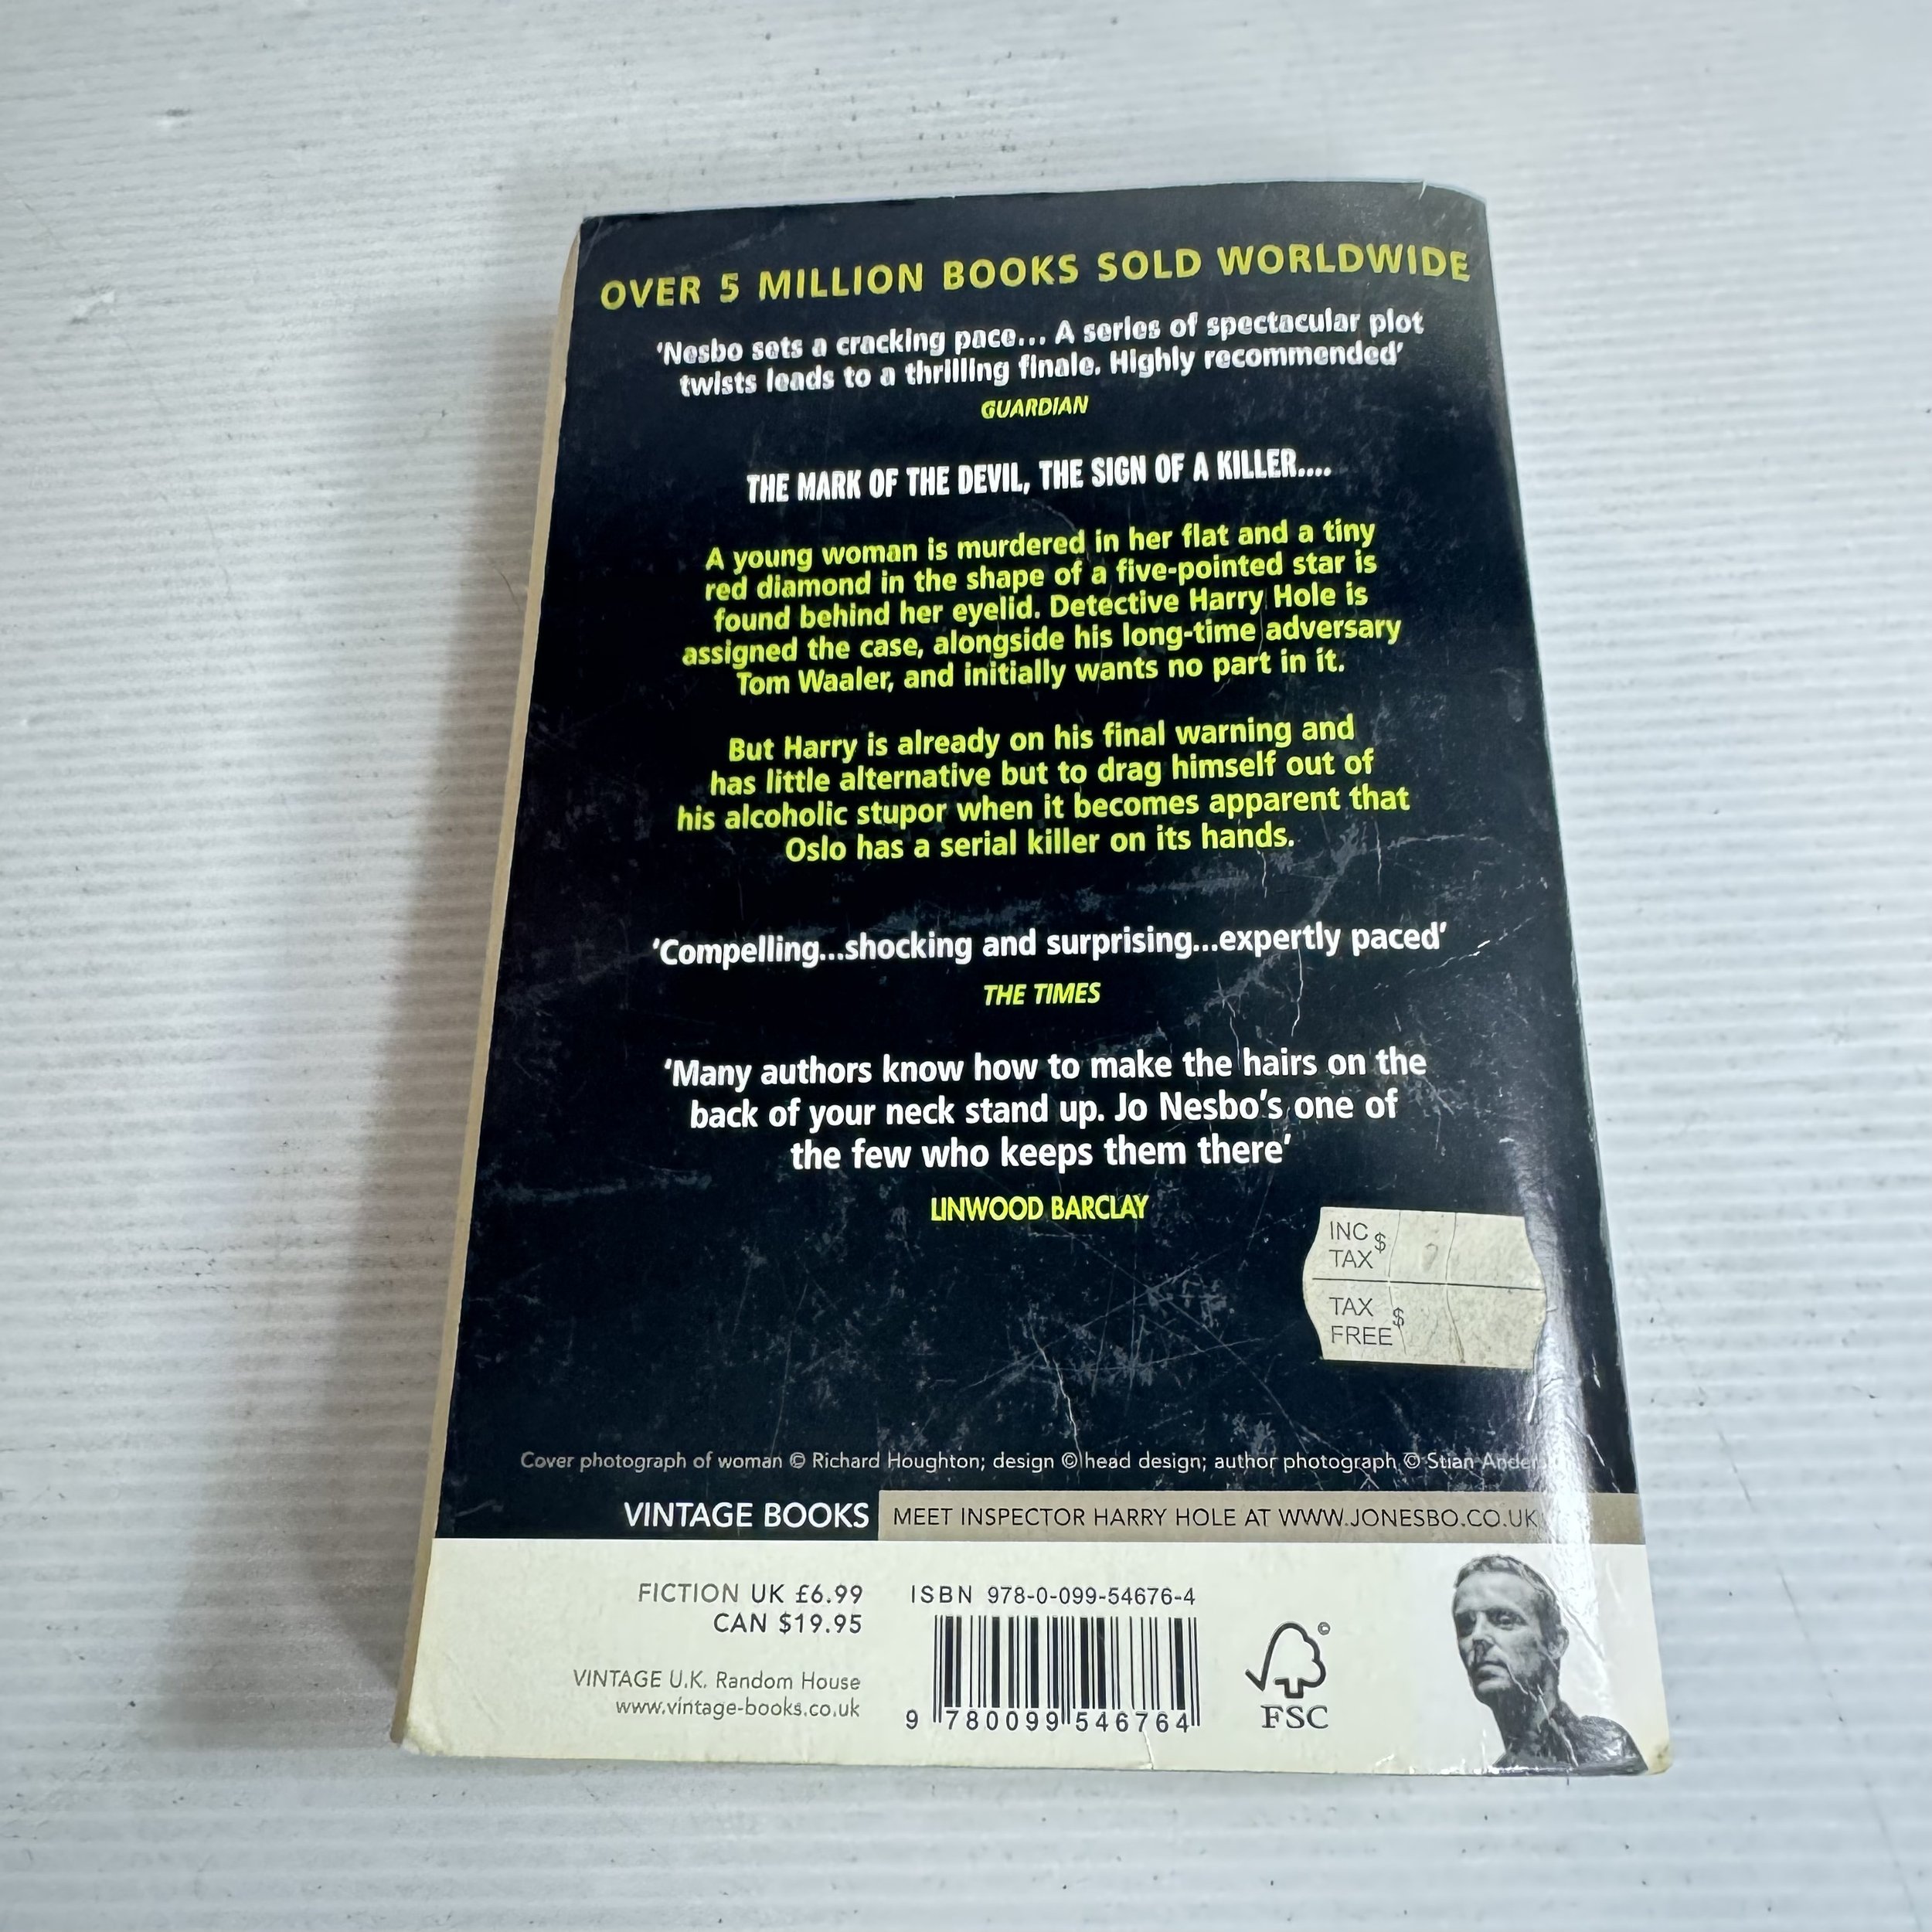 OVER 5 MILLION BOOKS SOLD WORLDWIDE
‘Nesbo sets a cracking pace... A series of spectacular plot
twists leads to a thrilling finale. Highly recommended’
GUARDIAN
THE MARK OF THE DEVIL, THE SIGN OF A KILLER....
A young woman is murdered in her flat and a tiny
red diamond in the shape of a five-pointed star is
found behind her eyelid. Detective Harry Hole is
assigned the case, alongside his long-time adversary
Tom Waaler, and initially wants no part in it.
But Harry is already on his final warning and
has little alternative but to drag himself out of
his alcoholic stupor when it becomes apparent that
Oslo has a serial killer on its hands.
‘Compelling...shocking and surprising...expertly paced’
THE TIMES
‘Many authors know how to make the hairs on the
back of your neck stand up. Jo Nesbo’s one of
the few who keeps them there’
LINWOOD BARCLAY
INC $
TAX
TAX $
FREE
Cover photograph of woman © Richard Houghton; design © head design; author photograph © Stian
VINTAGE BOOKS MEET INSPECTOR HARRY HOLE AT WWW.JONESBO.CO.UK
FICTION UK £6.99
CAN $19.95
VINTAGE U.K. Random House
www.vintage-books.co.uk
ISBN 978-0-099-54676-4
9 780099 546764
©
FSC